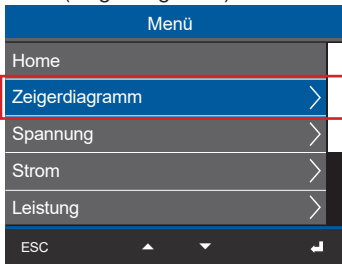 Menü
Home
Zeigerdiagramm
Spannung
Strom
Leistung
ESC